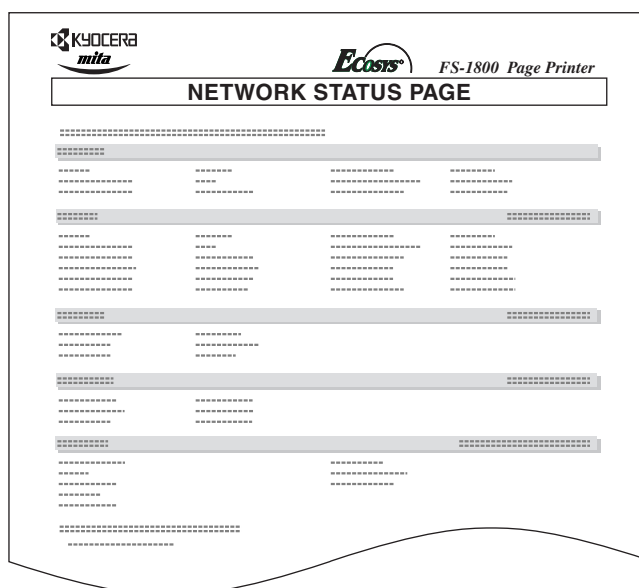 KYOCERA
mita
Ecosys
FS-1800 Page Printer
NETWORK STATUS PAGE